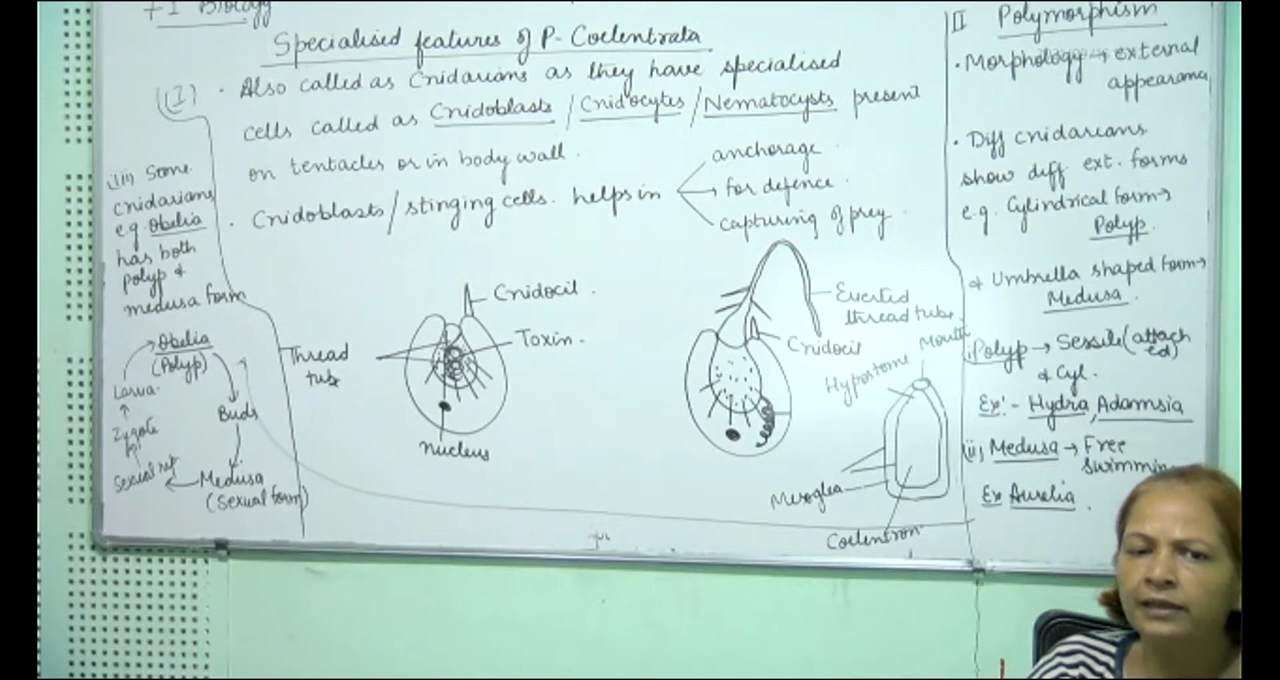 +1 Biology
Specialised features of P- Coelentrata
(I) . Also called as Cnidarians as they have specialised
cells called as Cnidoblasts / Cnidocytes / Nematocysts present
on tentacles or in body wall.
. Cnidoblasts / stinging cells. helps in
anchorage
→ for defence.
capturing of prey.
Cnidocil.
Toxin.
Thread
tube
Nucleus
Everted
thread tube.
Cnidocil
Mouth
Hypostome
Mesoglea
Coelentron
(iii) Some
cnidarians
e.g. Obelia
has both
polyp &
medusa form
Obelia
(Polyp)
Buds
Medusa
(Sexual form)
Sexual rep
Zygote
Larva.
II Polymorphism
. Morphology → external
appearance
. Diff cnidarians
show diff. ext. forms
e.g. Cylindrical form→
Polyp.
& Umbrella shaped form→
Medusa.
i, Polyp → Sessile (attach
ed)
& Cyl.
Ex:- Hydra, Adamsia
(ii) Medusa → Free
swimmin
Ex Aurelia.